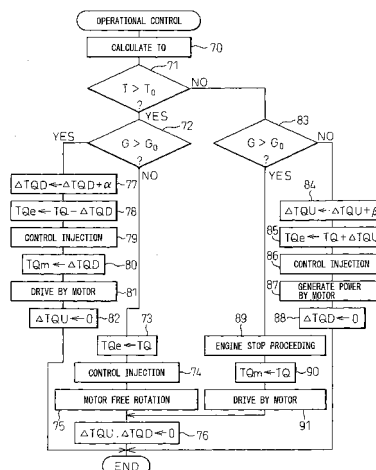 OPERATIONAL CONTROL
CALCULATE TO
70
71
T > T₀
?
NO
YES
72
83
YES
G > G₀
?
NO
G > G₀
?
NO
YES
84
ΔTQD←ΔTQD+α
77
ΔTQU←ΔTQU+β
TQe← TQ-ΔTQD
78
85
TQe← TQ+ΔTQU
CONTROL INJECTION
79
86
CONTROL INJECTION
TQm← ΔTQD
80
87
GENERATE POWER
BY MOTOR
DRIVE BY MOTOR
81
ΔTQU ←0
82
73
89
88
ΔTQD← 0
TQe←TQ
ENGINE STOP PROCEEDING
CONTROL INJECTION
74
TQm← TQ
90
MOTOR FREE ROTATION
75
DRIVE BY MOTOR
91
ΔTQU. ΔTQD←0
76
END